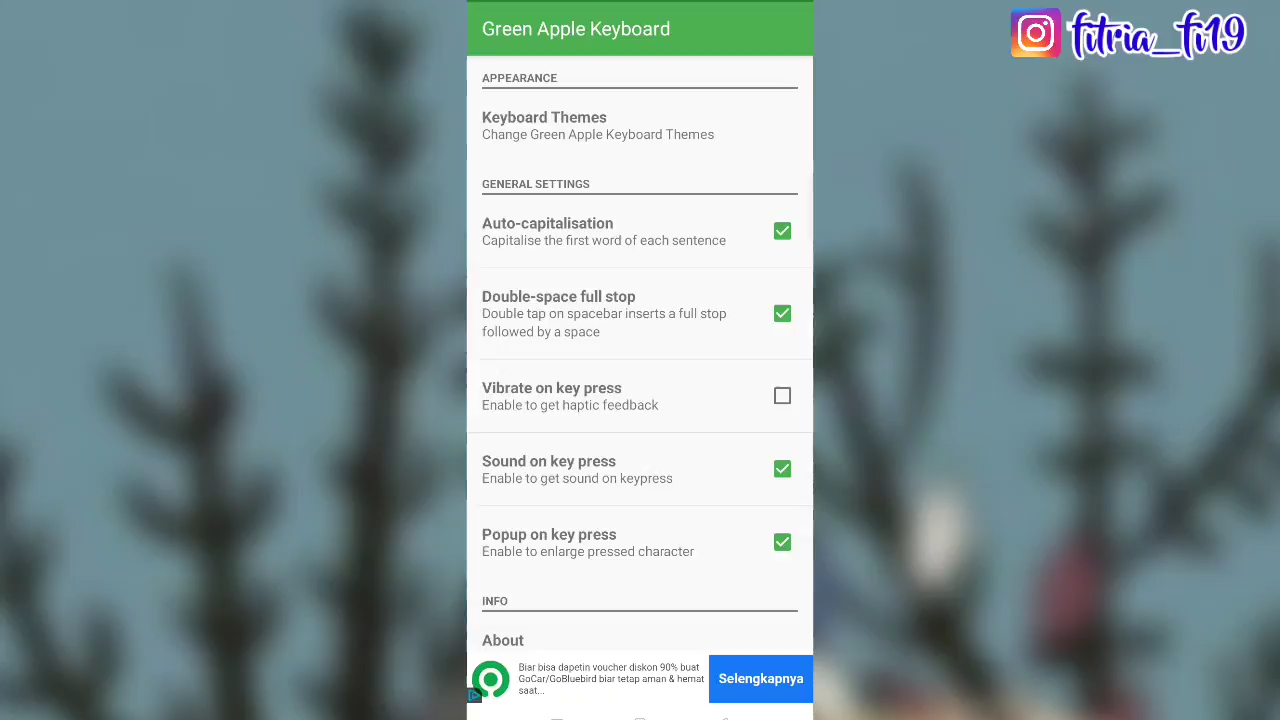 Green Apple Keyboard
fitria_fi19
APPEARANCE
Keyboard Themes
Change Green Apple Keyboard Themes
GENERAL SETTINGS
Auto-capitalisation
Capitalise the first word of each sentence
Double-space full stop
Double tap on spacebar inserts a full stop
followed by a space
Vibrate on key press
Enable to get haptic feedback
Sound on key press
Enable to get sound on keypress
Popup on key press
Enable to enlarge pressed character
INFO
About
Biar bisa dapetin voucher diskon 90% buat
GoCar/GoBluebird biar tetap aman & hemat
saat...
Selengkapnya